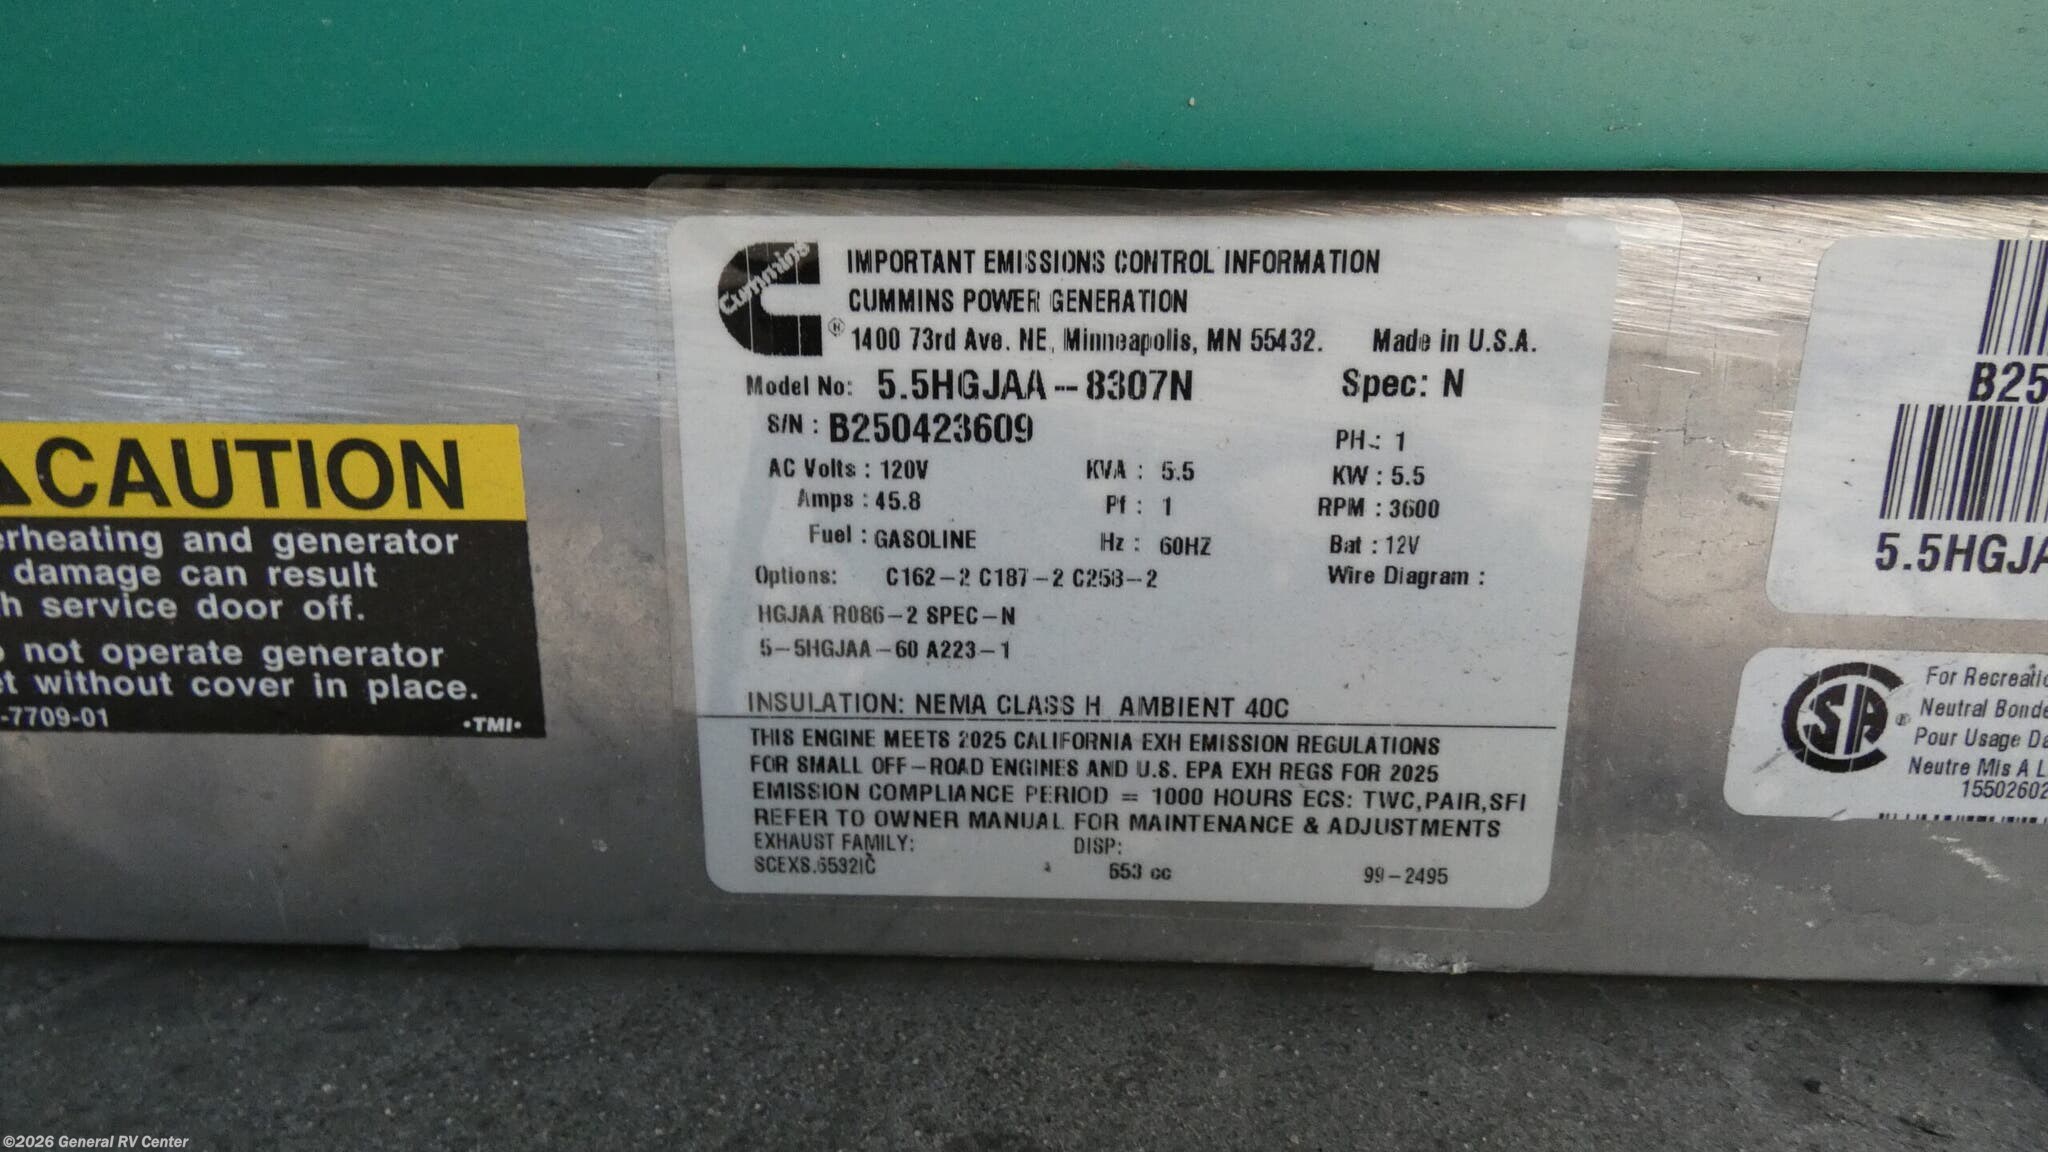 Cummins
IMPORTANT EMISSIONS CONTROL INFORMATION
CUMMINS POWER GENERATION
1400 73rd Ave. NE, Minneapolis, MN 55432. Made in U.S.A.
Model No: 5.5HGJAA--8307N Spec: N
S/N : B250423609 PH.: 1
AC Volts : 120V KVA : 5.5 KW : 5.5
Amps : 45.8 Pf : 1 RPM : 3600
Fuel : GASOLINE Hz : 60HZ Bat : 12V
Options: C162-2 C187-2 C258-2 Wire Diagram :
HGJAA R086-2 SPEC-N
5-5HGJAA-60 A223-1
INSULATION: NEMA CLASS H AMBIENT 40C
THIS ENGINE MEETS 2025 CALIFORNIA EXH EMISSION REGULATIONS
FOR SMALL OFF-ROAD ENGINES AND U.S. EPA EXH REGS FOR 2025
EMISSION COMPLIANCE PERIOD = 1000 HOURS ECS: TWC,PAIR,SFI
REFER TO OWNER MANUAL FOR MAINTENANCE & ADJUSTMENTS
EXHAUST FAMILY: DISP:
653 cc 99-2495
CAUTION
erheating and generator
damage can result
h service door off.
not operate generator
et without cover in place.
-7709-01 •TMI•
B25
5.5HGJA
SA
For Recreatio
Neutral Bonde
Pour Usage Da
Neutre Mis A L
15502602
©2026 General RV Center